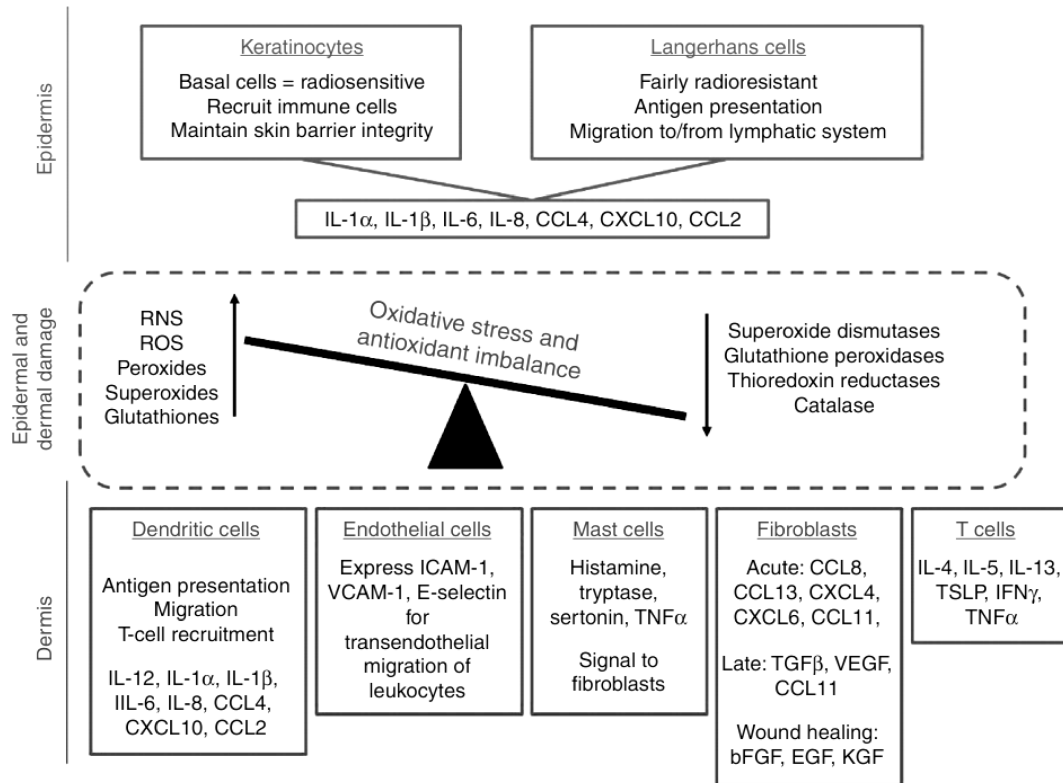 Epidermis
Keratinocytes
Basal cells = radiosensitive
Recruit immune cells
Maintain skin barrier integrity
Langerhans cells
Fairly radioresistant
Antigen presentation
Migration to/from lymphatic system
IL-1α, IL-1β, IL-6, IL-8, CCL4, CXCL10, CCL2
Epidermal and
dermal damage
RNS
ROS
Peroxides
Superoxides
Glutathiones
Oxidative stress and
antioxidant imbalance
Superoxide dismutases
Glutathione peroxidases
Thioredoxin reductases
Catalase
Dermis
Dendritic cells
Antigen presentation
Migration
T-cell recruitment
IL-12, IL-1α, IL-1β,
IIL-6, IL-8, CCL4,
CXCL10, CCL2
Endothelial cells
Express ICAM-1,
VCAM-1, E-selectin
for
transendothelial
migration of
leukocytes
Mast cells
Histamine,
tryptase,
sertonin, TNFα
Signal to
fibroblasts
Fibroblasts
Acute: CCL8,
CCL13, CXCL4,
CXCL6, CCL11,
Late: TGFβ, VEGF,
CCL11
Wound healing:
bFGF, EGF, KGF
T cells
IL-4, IL-5, IL-13,
TSLP, IFNγ,
TNFα